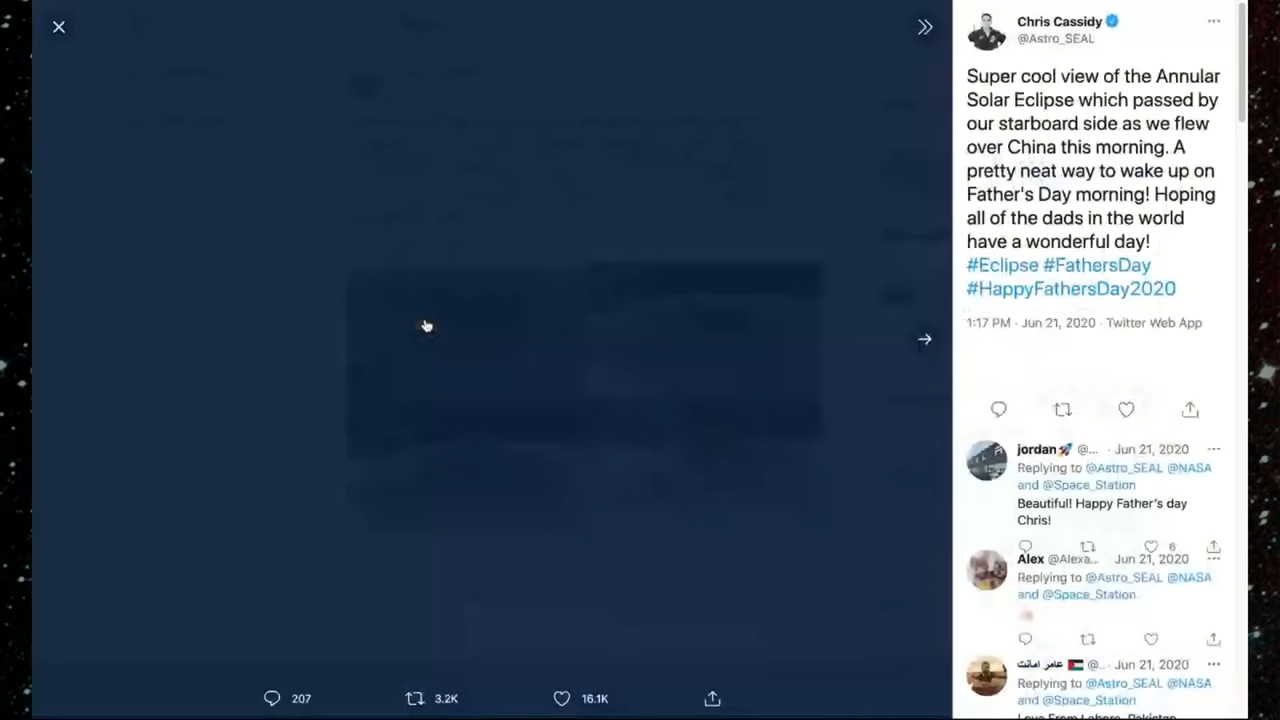 Chris Cassidy
@Astro_SEAL
Super cool view of the Annular
Solar Eclipse which passed by
our starboard side as we flew
over China this morning. A
pretty neat way to wake up on
Father's Day morning! Hoping
all of the dads in the world
have a wonderful day!
#Eclipse #FathersDay
#HappyFathersDay2020
1:17 PM · Jun 21, 2020 · Twitter Web App
jordan🚀 @... · Jun 21, 2020
Replying to @Astro_SEAL @NASA
and @Space_Station
Beautiful! Happy Father's day
Chris!
6
Alex @Alexa... Jun 21, 2020
Replying to @Astro_SEAL @NASA
and @Space_Station
عامر امانت 🇵🇸 @.. · Jun 21, 2020
Replying to @Astro_SEAL @NASA
and @Space_Station
Love From Lahore, Pakistan
207 3.2K 16.1K